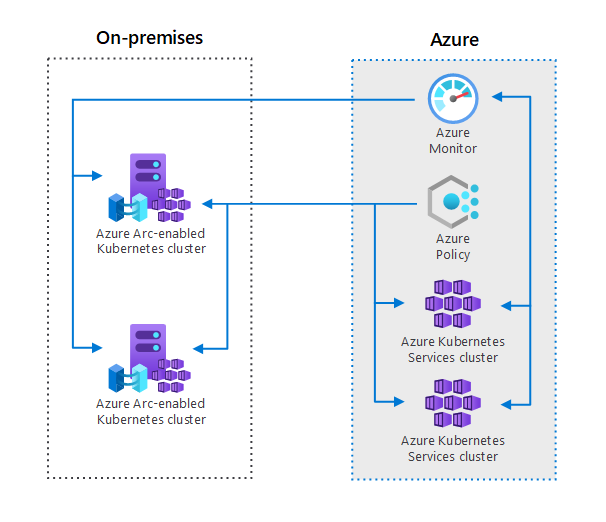 On-premises
Azure
Azure
Monitor
Azure
Policy
Azure Arc-enabled
Kubernetes cluster
Azure Kubernetes
Services cluster
Azure Arc-enabled
Kubernetes cluster
Azure Kubernetes
Services cluster